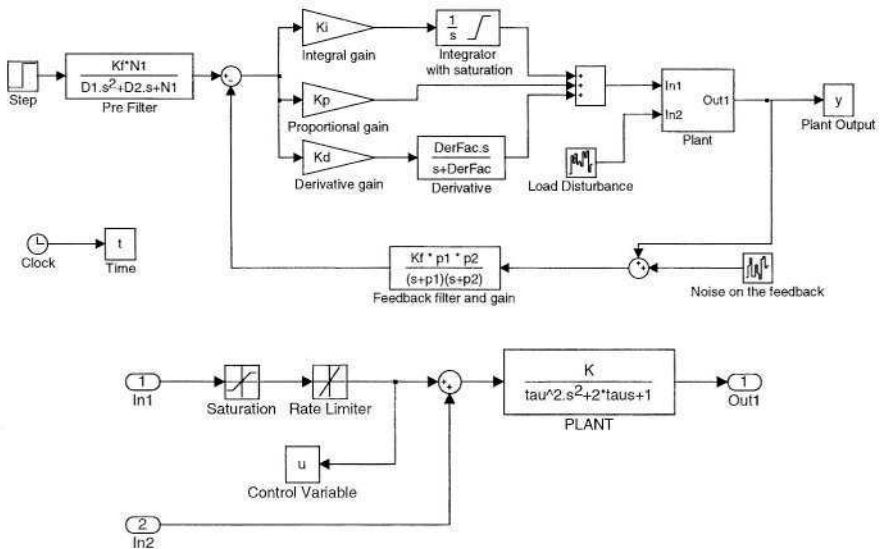 Step
Kf*N1
D1.s²+D2.s+N1
Pre Filter
Ki
Integral gain
1
s
Integrator
with saturation
Kp
Proportional gain
Kd
Derivative gain
DerFac.s
s+DerFac
Derivative
Load Disturbance
In1
In2
Out1
Plant
y
Plant Output
Clock
t
Time
Kf * p1 * p2
(s+p1)(s+p2)
Feedback filter and gain
Noise on the feedback
1
In1
Saturation
Rate Limiter
u
Control Variable
2
In2
K
tau^2.s²+2*taus+1
PLANT
1
Out1